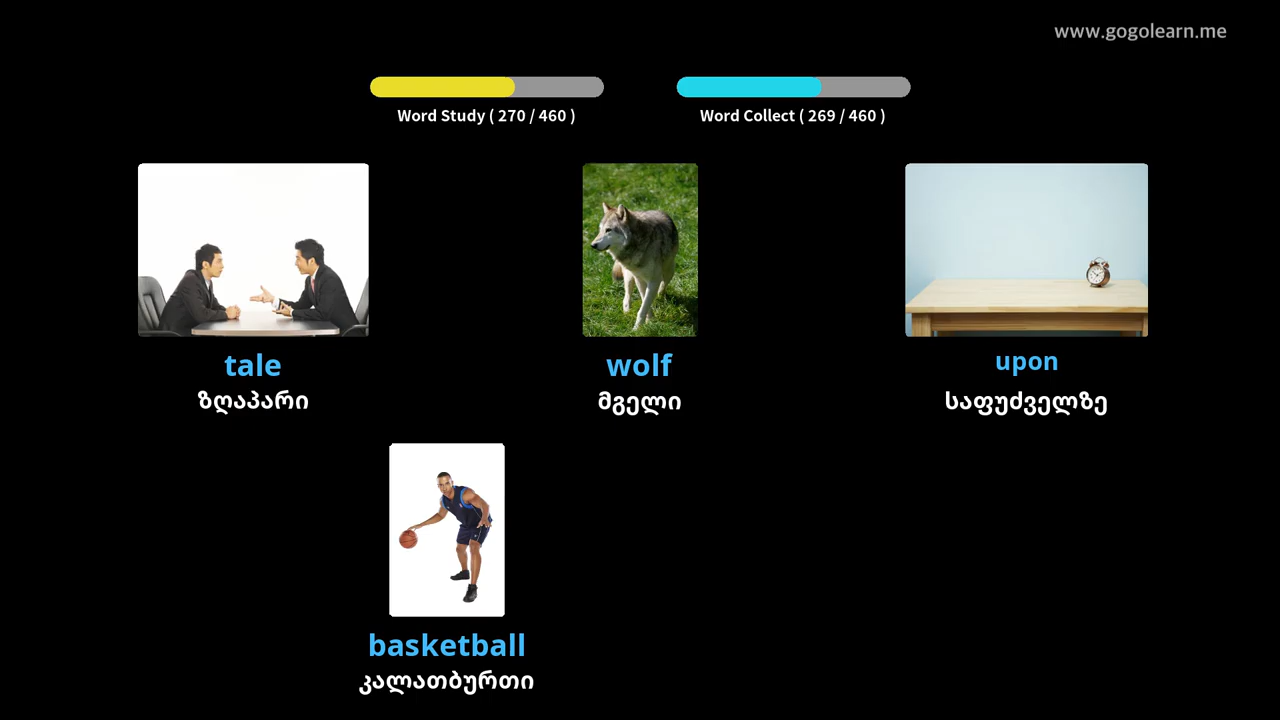 www.gogolearn.me
Word Study ( 270 / 460 )
Word Collect ( 269 / 460 )
tale
ზღაპარი
wolf
მგელი
upon
საფუძველზე
basketball
კალათბურთი